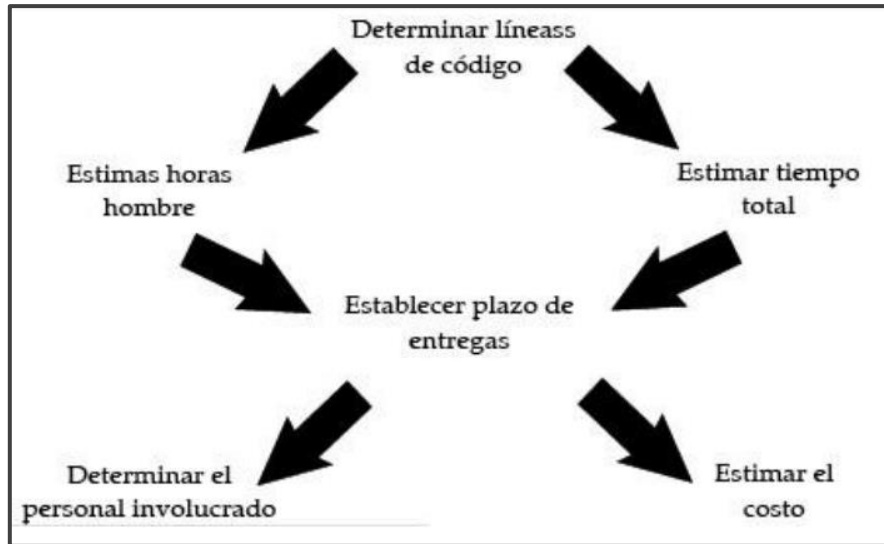 Determinar líneass
de código
Estimas horas
hombre
Estimar tiempo
total
Establecer plazo de
entregas
Determinar el
personal involucrado
Estimar el
costo